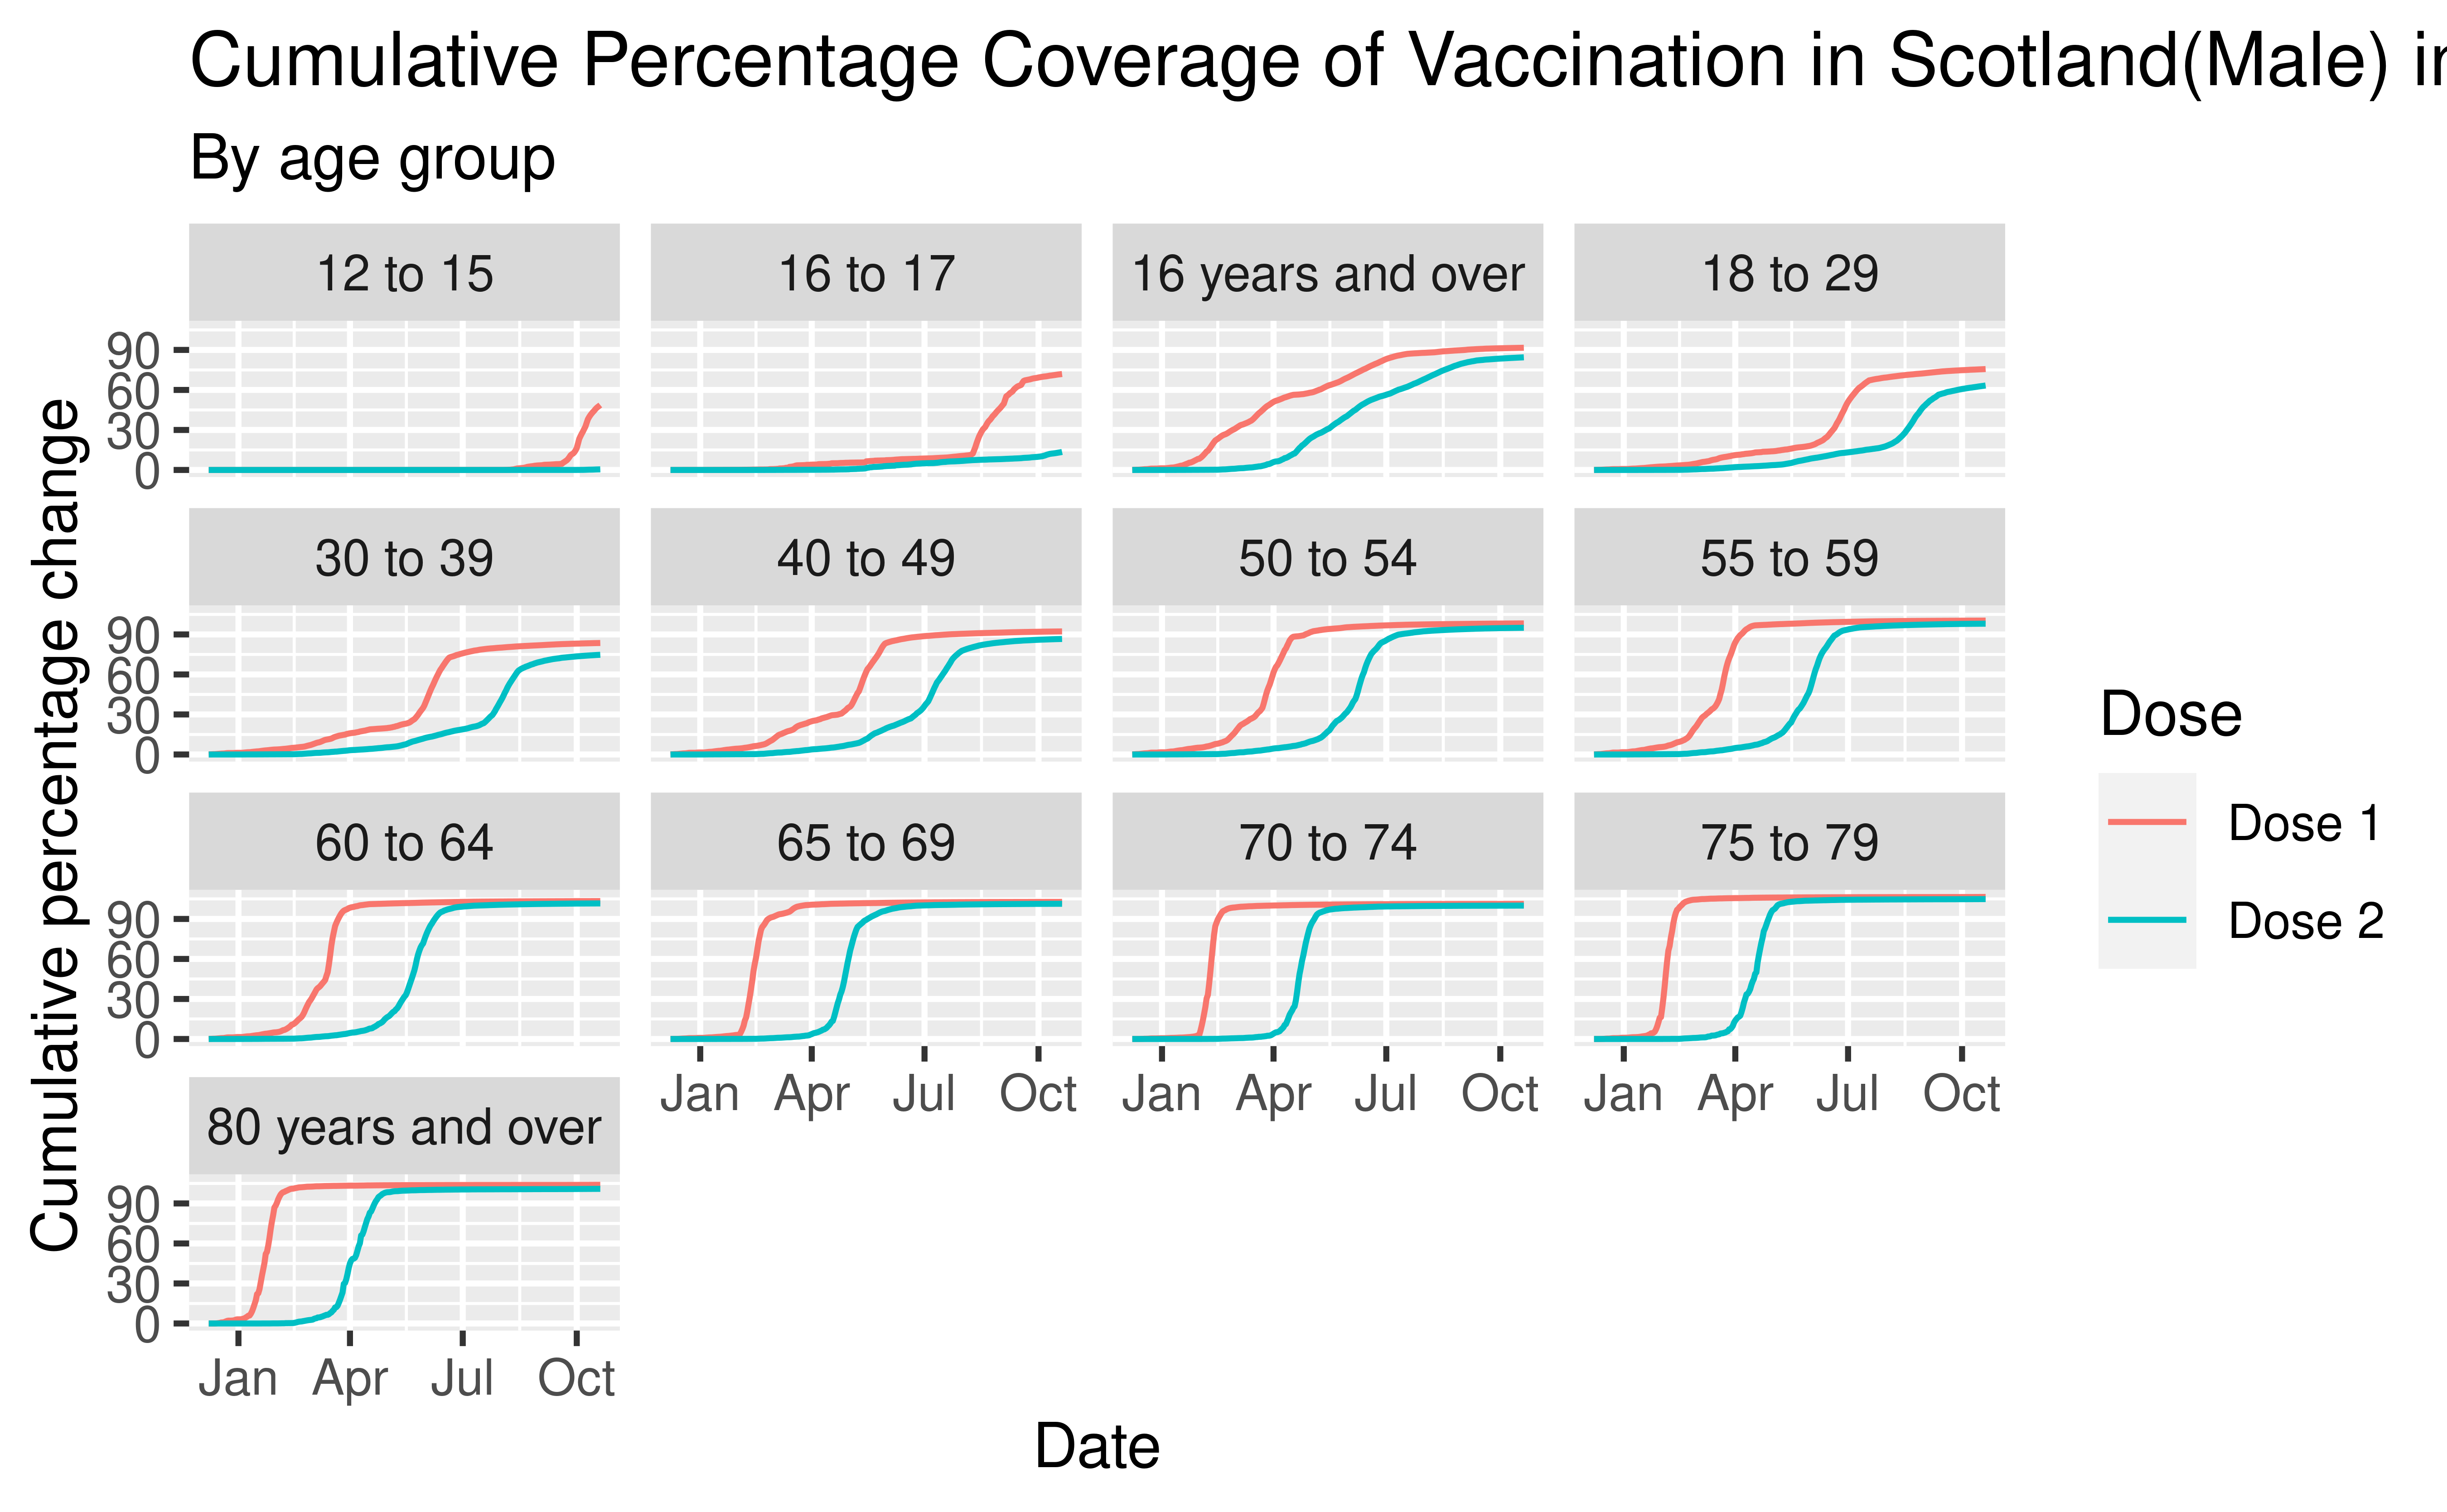 Cumulative Percentage Coverage of Vaccination in Scotland(Male) in
By age group
12 to 15
16 to 17
16 years and over
18 to 29
90
60
30
0
30 to 39
40 to 49
50 to 54
55 to 59
90
60
30
0
60 to 64
65 to 69
70 to 74
75 to 79
90
60
30
0
Jan Apr Jul Oct
Jan Apr Jul Oct
Jan Apr Jul Oct
80 years and over
90
60
30
0
Jan Apr Jul Oct
Cumulative percentage change
Date
Dose
Dose 1
Dose 2